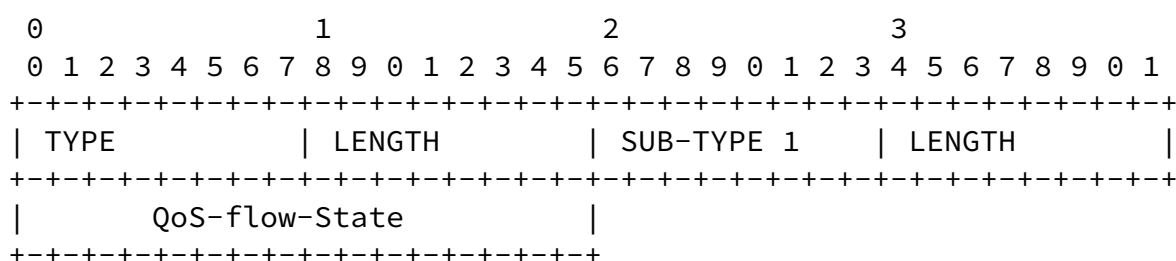 0                   1                   2                   3
 0 1 2 3 4 5 6 7 8 9 0 1 2 3 4 5 6 7 8 9 0 1 2 3 4 5 6 7 8 9 0 1
+-+-+-+-+-+-+-+-+-+-+-+-+-+-+-+-+-+-+-+-+-+-+-+-+-+-+-+-+-+-+-+-+
| TYPE          | LENGTH        | SUB-TYPE 1    | LENGTH        |
+-+-+-+-+-+-+-+-+-+-+-+-+-+-+-+-+-+-+-+-+-+-+-+-+-+-+-+-+-+-+-+-+
|       QoS-flow-State          |
+-+-+-+-+-+-+-+-+-+-+-+-+-+-+-+-+